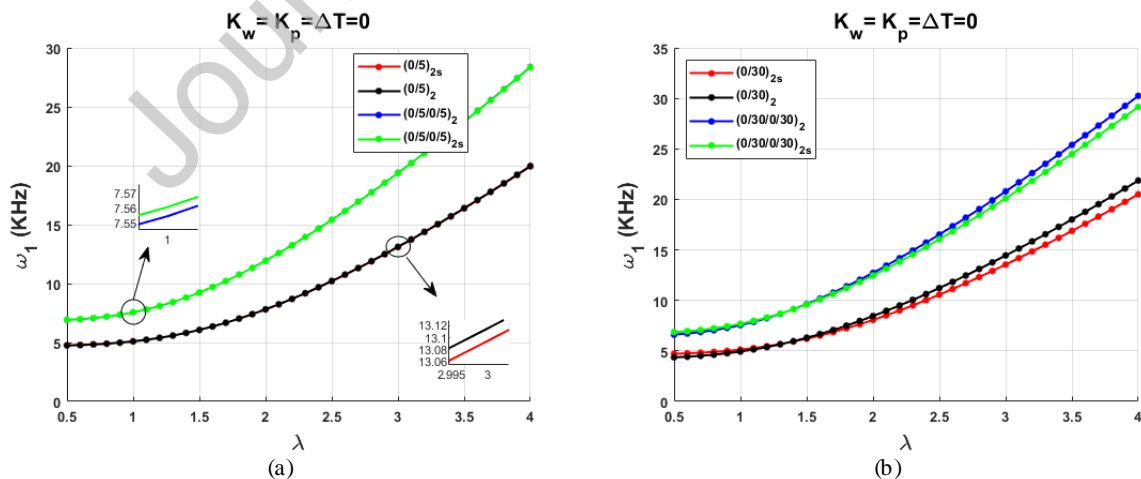 Jour
K_w = K_p = ΔT=0
30
25
20
15
10
5
0
ω_1 (KHz)
(0/5)_2s
(0/5)_2
(0/5/0/5)_2
(0/5/0/5)_2s
7.57
7.56
7.55
1
13.12
13.1
13.08
13.06
2.995 3
0.5 1 1.5 2 2.5 3 3.5 4
λ
(a)
K_w = K_p = ΔT=0
35
30
25
20
15
10
5
0
ω_1 (KHz)
(0/30)_2s
(0/30)_2
(0/30/0/30)_2
(0/30/0/30)_2s
0.5 1 1.5 2 2.5 3 3.5 4
λ
(b)